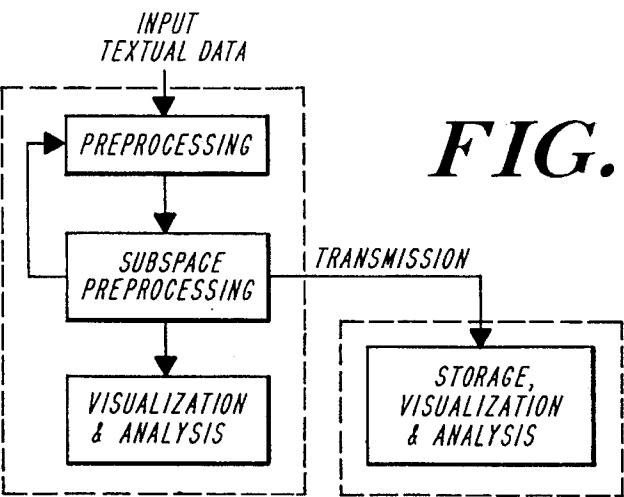 INPUT
TEXTUAL DATA
PREPROCESSING
FIG.
SUBSPACE
PREPROCESSING
TRANSMISSION
VISUALIZATION
& ANALYSIS
STORAGE,
VISUALIZATION
& ANALYSIS